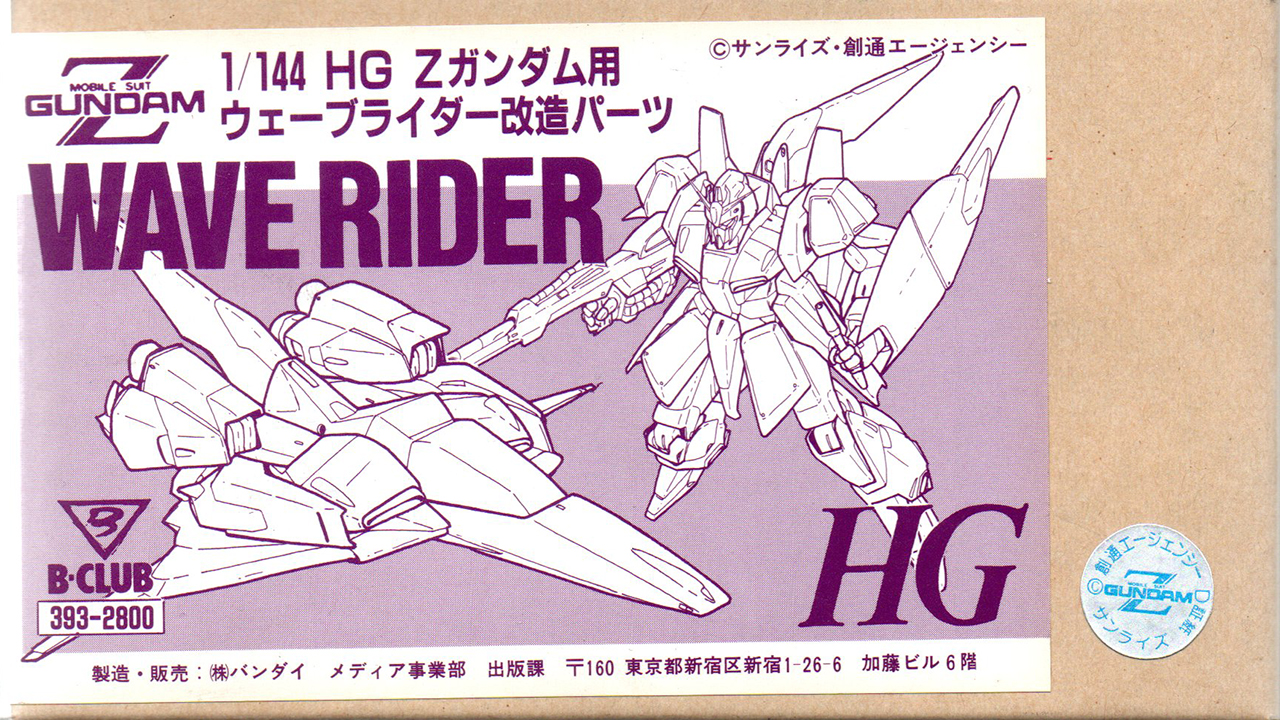 MOBILE SUIT
Z GUNDAM
1/144 HG Zガンダム用
ウェーブライダー改造パーツ
©サンライズ・創通エージェンシー
WAVE RIDER
B-CLUB
393-2800
HG
製造・販売:㈱バンダイ メディア事業部 出版課 〒160 東京都新宿区新宿1-26-6 加藤ビル6階
©創通エージェンシー
MOBILE SUIT
Z GUNDAM
D証紙
サンライズ